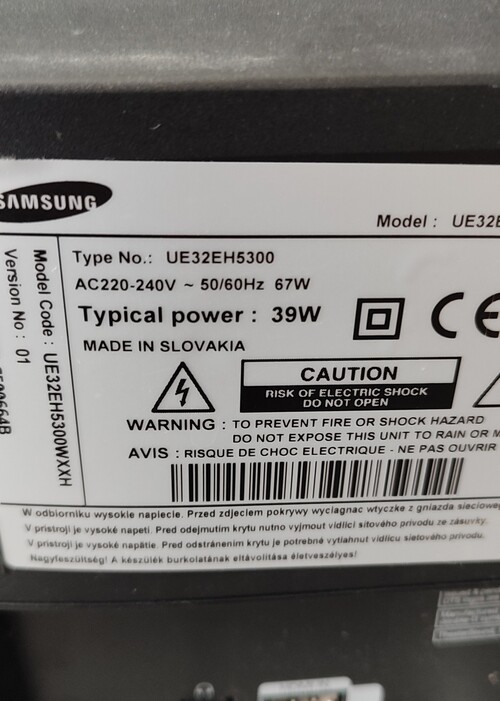 SAMSUNG
Model : UE32E
Type No.: UE32EH5300
AC220-240V ~ 50/60Hz 67W
Typical power : 39W
MADE IN SLOVAKIA
CE
CAUTION
RISK OF ELECTRIC SHOCK
DO NOT OPEN
WARNING : TO PREVENT FIRE OR SHOCK HAZARD
DO NOT EXPOSE THIS UNIT TO RAIN OR M
AVIS : RISQUE DE CHOC ELECTRIQUE - NE PAS OUVRIR
Model Code : UE32EH5300WXXH
Version No : 01
W odborniku wysokie napiecie. Przed zdjeciem pokrywy wyciagnac wtyczke z gniazda sieciowe
V pristroji je vysoké napeti. Pred odejmutim krytu nutno vyjmout vidlici sitového privodu ze zásuvky.
V pristroji je vysoké napätie. Pred odstránením krytu je potrebné vytiahnut vidlicu sietového prívodu
Nagyfeszültség! A készülék burkolatának eltávolítása életveszélyes!